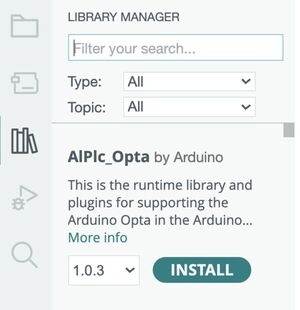 LIBRARY MANAGER
Filter your search...
Type: All
Topic: All
AlPlc_Opta by Arduino
This is the runtime library and
plugins for supporting the
Arduino Opta in the Arduino...
More info
1.0.3 INSTALL